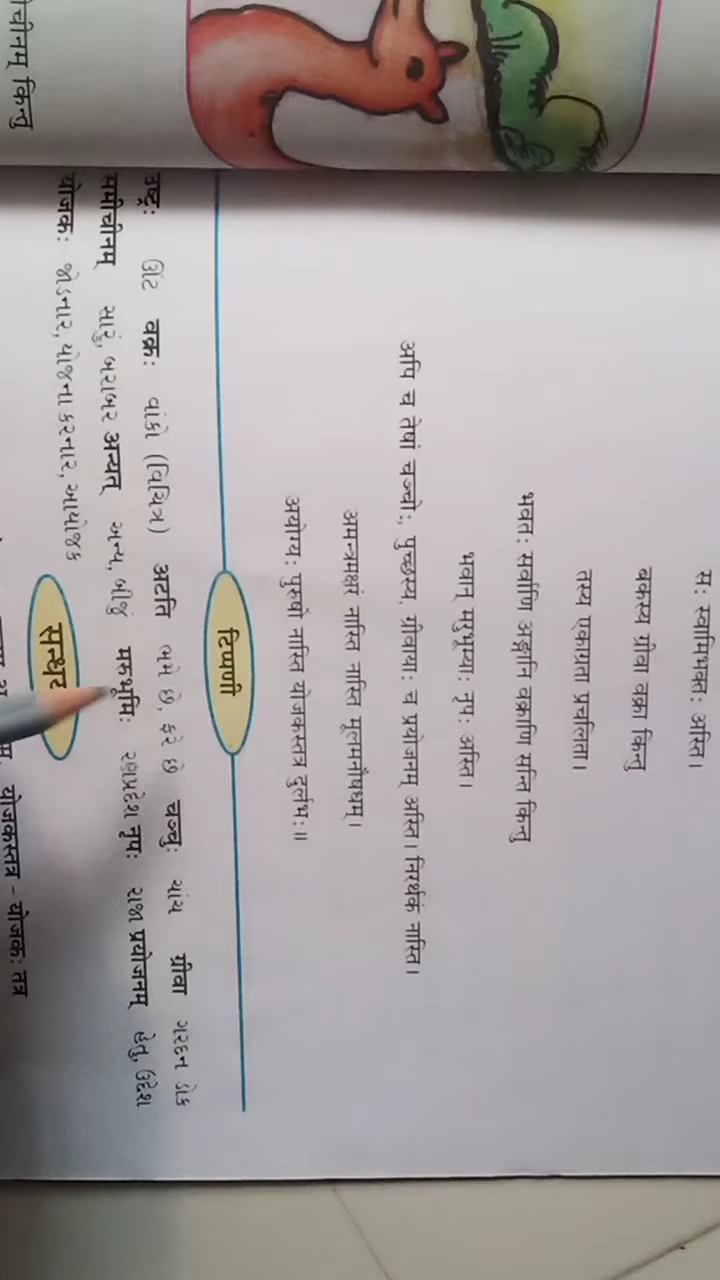 सः स्वामिभक्तः अस्ति।
बकस्य ग्रीवा वक्रा किन्तु
तस्य एकाग्रता प्रचलिता।
भवतः सर्वाणि अङ्गानि वक्राणि सन्ति किन्तु
भवान् मरुभूम्याः नृपः अस्ति।
अपि च तेषां चञ्च्वोः, पुच्छस्य, ग्रीवायाः च प्रयोजनम् अस्ति। निरर्थकं नास्ति।
अमन्त्रमक्षरं नास्ति नास्ति मूलमनौषधम्।
अयोग्यः पुरुषो नास्ति योजकस्तत्र दुर्लभः॥
टिप्पणी
उष्ट्रः ઊંટ वक्रः વાંકો (વિચિત્ર) अटति ભમે છે, ફરે છે चञ्चुः ચાંચ ग्रीवा ગરદન ડોક
समीचीनम् સારું, બરાબર अन्यत् અન્ય, બીજું मरुभूमिः રણપ્રદેશ नृपः રાજા प्रयोजनम् હેતુ, ઉદ્દેશ
योजकः જોડનાર, યોજના કરનાર, આયોજક
सन्धि
योजकस्तत्र - योजकः तत्र
चीनम् किन्तु